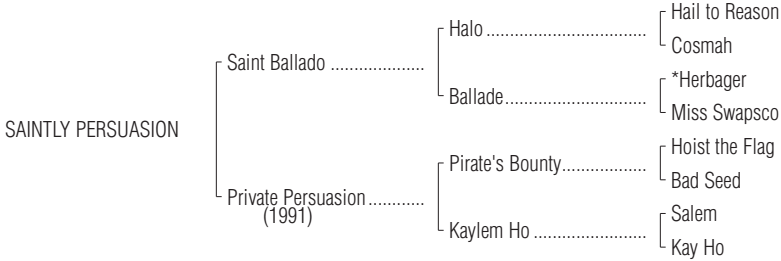 Hail to Reason
Halo ................................
Cosmah
Saint Ballado ....................
*Herbager
Ballade............................
Miss Swapsco
SAINTLY PERSUASION
Hoist the Flag
Pirate's Bounty.................
Bad Seed
Private Persuasion............
(1991)
Salem
Kaylem Ho .......................
Kay Ho